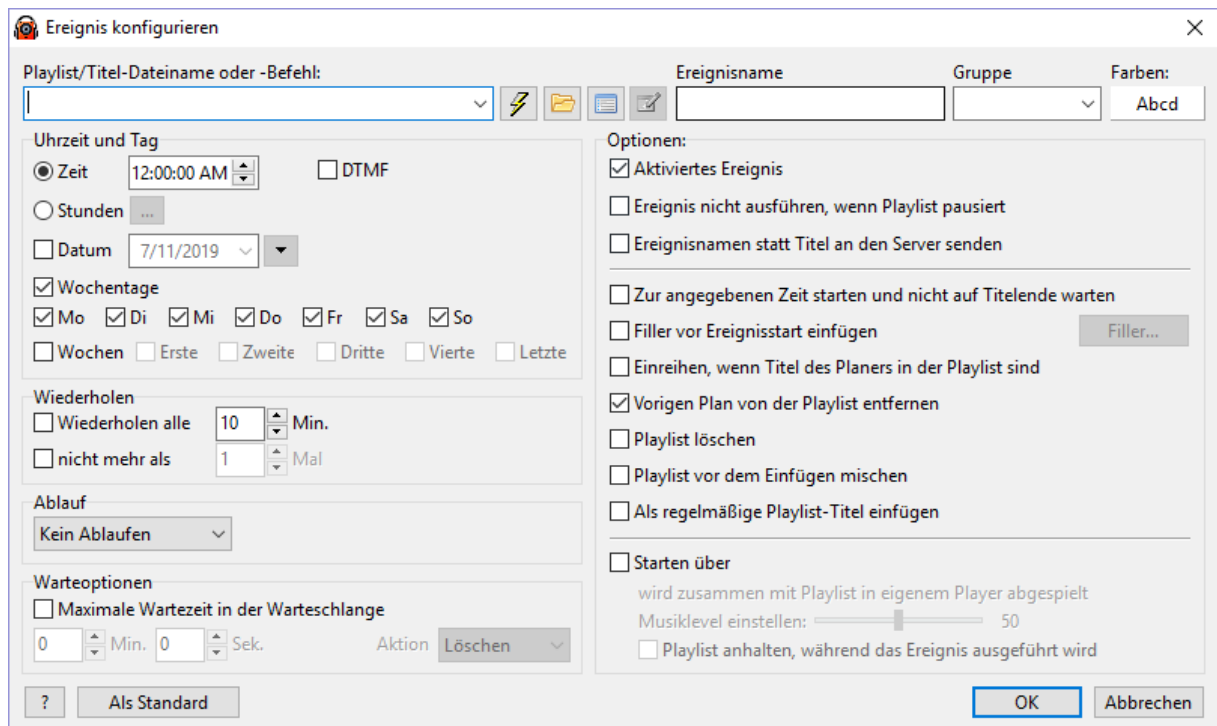 Ereignis konfigurieren
Playlist/Titel-Dateiname oder -Befehl:
Ereignisname
Gruppe
Farben:
Abcd
Uhrzeit und Tag
Zeit 12:00:00 AM DTMF
Stunden ...
Datum 7/11/2019
Wochentage
Mo Di Mi Do Fr Sa So
Wochen Erste Zweite Dritte Vierte Letzte
Wiederholen
Wiederholen alle 10 Min.
nicht mehr als 1 Mal
Ablauf
Kein Ablaufen
Warteoptionen
Maximale Wartezeit in der Warteschlange
0 Min. 0 Sek. Aktion Löschen
Optionen:
Aktiviertes Ereignis
Ereignis nicht ausführen, wenn Playlist pausiert
Ereignisnamen statt Titel an den Server senden
Zur angegebenen Zeit starten und nicht auf Titelende warten
Filler vor Ereignisstart einfügen Filler...
Einreihen, wenn Titel des Planers in der Playlist sind
Vorigen Plan von der Playlist entfernen
Playlist löschen
Playlist vor dem Einfügen mischen
Als regelmäßige Playlist-Titel einfügen
Starten über
wird zusammen mit Playlist in eigenem Player abgespielt
Musiklevel einstellen: 50
Playlist anhalten, während das Ereignis ausgeführt wird
? Als Standard OK Abbrechen